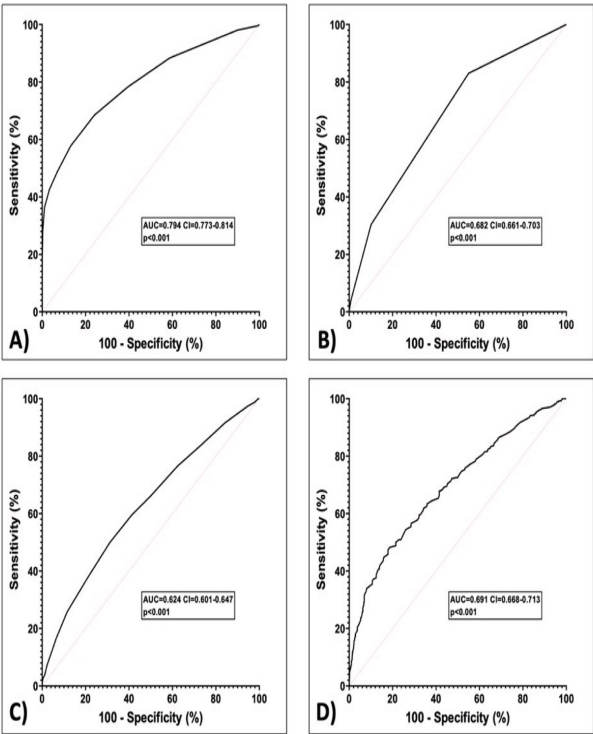 100
80
60
40
20
0
Sensitivity (%)
AUC=0.794 CI=0.773-0.814
p<0.001
0 20 40 60 80 100
100 - Specificity (%)
A)
100
80
60
40
20
0
Sensitivity (%)
AUC=0.682 CI=0.661-0.703
p<0.001
0 20 40 60 80 100
100 - Specificity (%)
B)
100
80
60
40
20
0
Sensitivity (%)
AUC=0.624 CI=0.601-0.647
p<0.001
0 20 40 60 80 100
100 - Specificity (%)
C)
100
80
60
40
20
0
Sensitivity (%)
AUC=0.691 CI=0.668-0.713
p<0.001
0 20 40 60 80 100
100 - Specificity (%)
D)